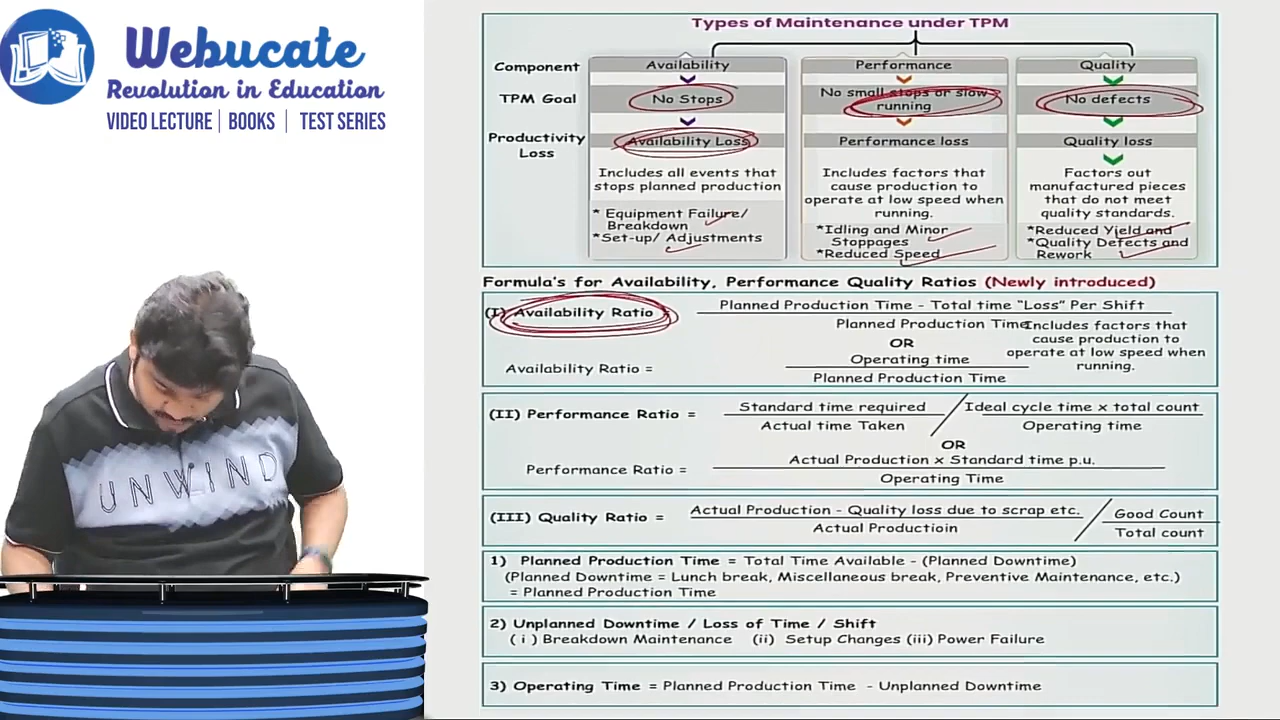 Webucate
Revolution in Education
VIDEO LECTURE | BOOKS | TEST SERIES
UNWIND
Types of Maintenance under TPM
Component Availability Performance Quality
TPM Goal No Stops No small stops or slow running No defects
Productivity Loss Availability Loss Performance loss Quality loss
Includes all events that
stops planned production
* Equipment Failure/
Breakdown
*Set-up/ Adjustments
Includes factors that
cause production to
operate at low speed when
running.
*Idling and Minor
Stoppages
*Reduced Speed
Factors out
manufactured pieces
that do not meet
quality standards.
*Reduced Yield and
*Quality Defects and
Rework
Formula's for Availability, Performance Quality Ratios (Newly introduced)
(I) Availability Ratio =
Planned Production Time - Total time "Loss" Per Shift
Planned Production Time
OR
Availability Ratio =
Operating time
Planned Production Time
Includes factors that
cause production to
operate at low speed when
running.
(II) Performance Ratio =
Standard time required
Actual time Taken
/
Ideal cycle time x total count
Operating time
OR
Performance Ratio =
Actual Production x Standard time p.u.
Operating Time
(III) Quality Ratio =
Actual Production - Quality loss due to scrap etc.
Actual Productioin
/
Good Count
Total count
1) Planned Production Time = Total Time Available - (Planned Downtime)
(Planned Downtime = Lunch break, Miscellaneous break, Preventive Maintenance, etc.)
= Planned Production Time
2) Unplanned Downtime / Loss of Time / Shift
( i ) Breakdown Maintenance (ii) Setup Changes (iii) Power Failure
3) Operating Time = Planned Production Time - Unplanned Downtime